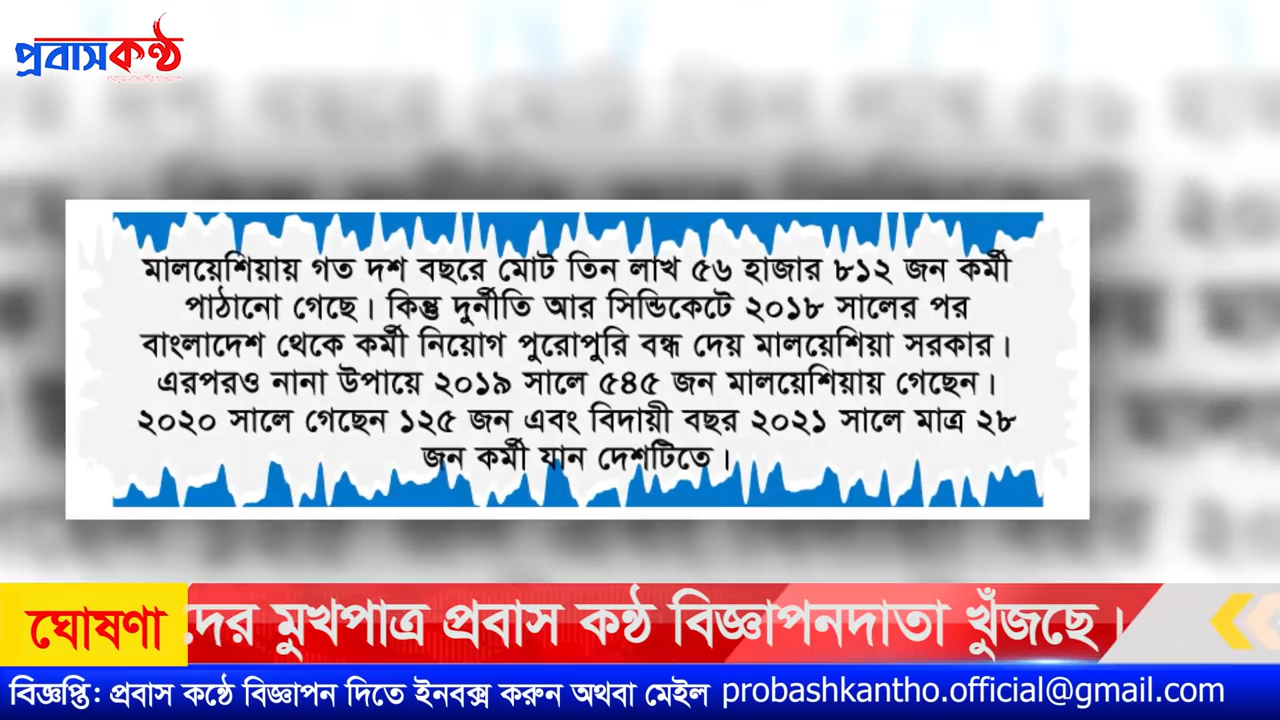 প্রবাসকণ্ঠ
মালয়েশিয়ায় গত দশ বছরে মোট তিন লাখ ৫৬ হাজার ৮১২ জন কর্মী
পাঠানো গেছে। কিন্তু দুর্নীতি আর সিন্ডিকেটে ২০১৮ সালের পর
বাংলাদেশ থেকে কর্মী নিয়োগ পুরোপুরি বন্ধ দেয় মালয়েশিয়া সরকার।
এরপরও নানা উপায়ে ২০১৯ সালে ৫৪৫ জন মালয়েশিয়ায় গেছেন।
২০২০ সালে গেছেন ১২৫ জন এবং বিদায়ী বছর ২০২১ সালে মাত্র ২৮
জন কর্মী যান দেশটিতে।
ঘোষণা দের মুখপাত্র প্রবাস কন্ঠ বিজ্ঞাপনদাতা খুঁজছে।
বিজ্ঞপ্তি: প্রবাস কন্ঠে বিজ্ঞাপন দিতে ইনবক্স করুন অথবা মেইল probashkantho.official@gmail.com